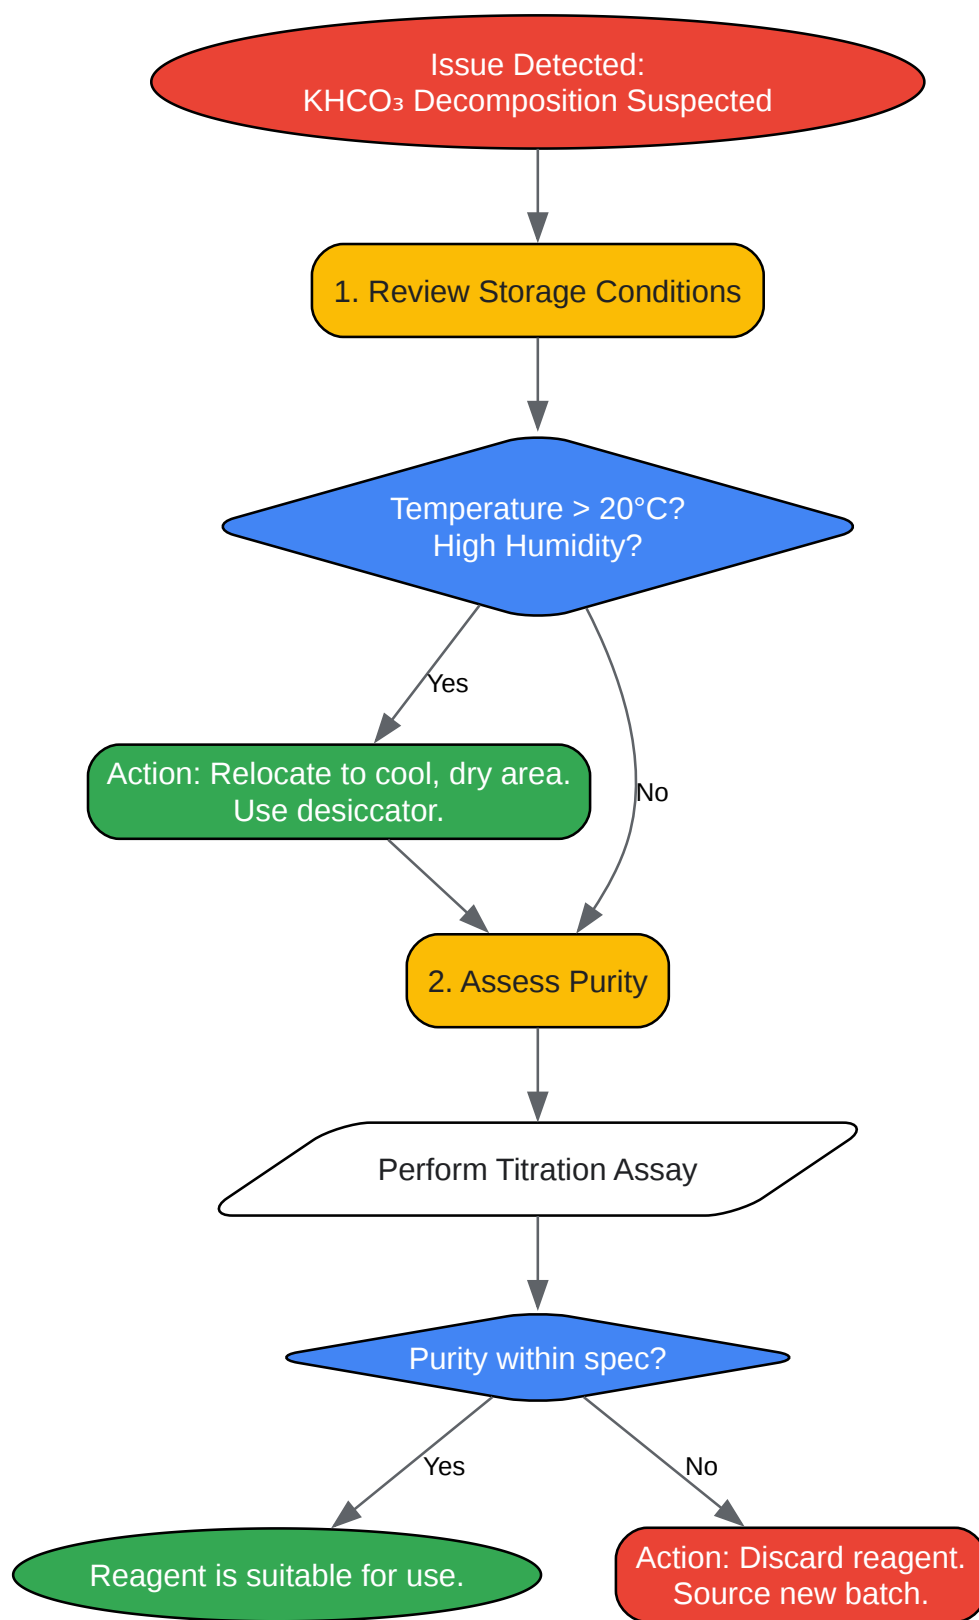 Issue Detected:
KHCO₃ Decomposition Suspected
1. Review Storage Conditions
Temperature > 20°C?
High Humidity?
Yes
Action: Relocate to cool, dry area.
Use desiccator.
No
2. Assess Purity
Perform Titration Assay
Purity within spec?
Yes
No
Reagent is suitable for use.
Action: Discard reagent.
Source new batch.